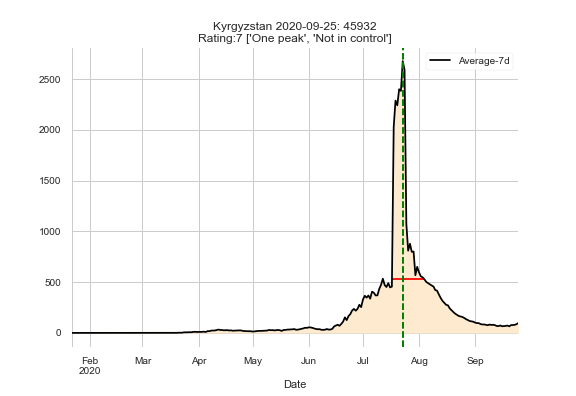 Kyrgyzstan 2020-09-25: 45932
Rating:7 ['One peak', 'Not in control']
Average-7d
2500
2000
1500
1000
500
0
Feb Mar Apr May Jun Jul Aug Sep
2020
Date